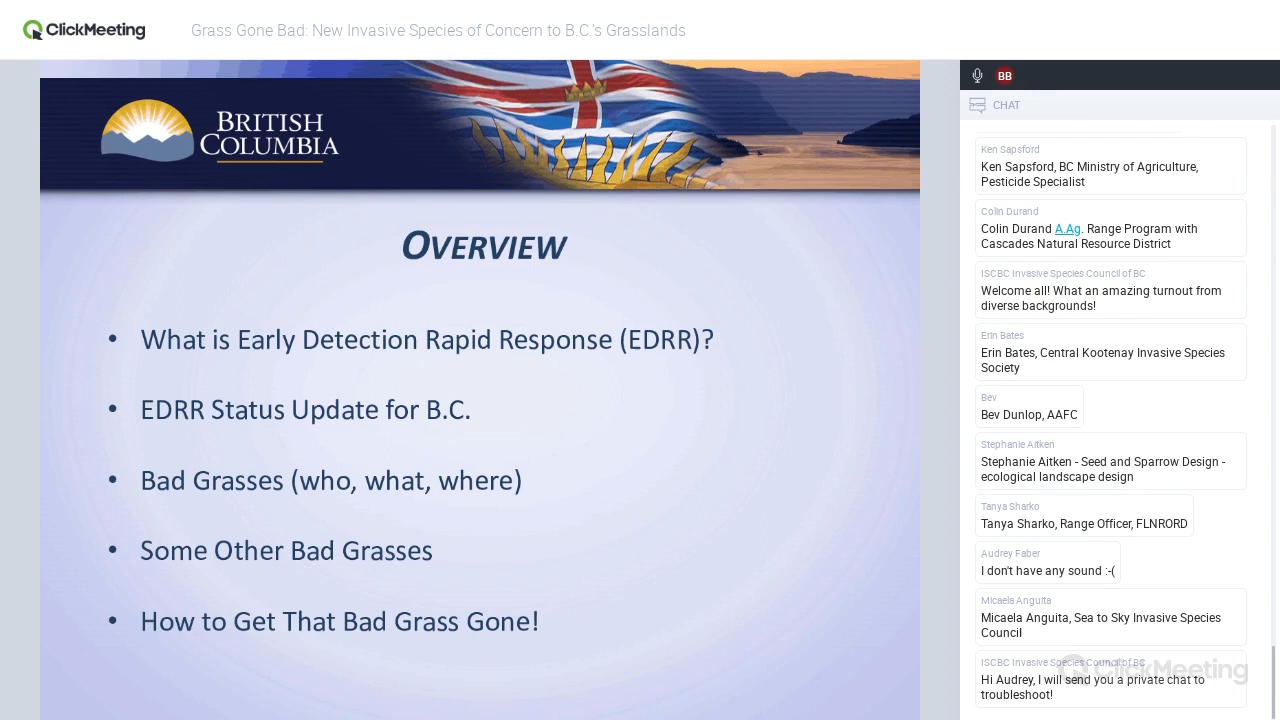 ClickMeeting
Grass Gone Bad: New Invasive Species of Concern to B.C.'s Grasslands
BRITISH
COLUMBIA
OVERVIEW
• What is Early Detection Rapid Response (EDRR)?
• EDRR Status Update for B.C.
• Bad Grasses (who, what, where)
• Some Other Bad Grasses
• How to Get That Bad Grass Gone!
BB
CHAT
Ken Sapsford
Ken Sapsford, BC Ministry of Agriculture,
Pesticide Specialist
Colin Durand
Colin Durand A.Ag. Range Program with
Cascades Natural Resource District
ISCBC Invasive Species Council of BC
Welcome all! What an amazing turnout from
diverse backgrounds!
Erin Bates
Erin Bates, Central Kootenay Invasive Species
Society
Bev
Bev Dunlop, AAFC
Stephanie Aitken
Stephanie Aitken - Seed and Sparrow Design -
ecological landscape design
Tanya Sharko
Tanya Sharko, Range Officer, FLNRORD
Audrey Faber
I don't have any sound :-(
Micaela Anguita
Micaela Anguita, Sea to Sky Invasive Species
Council
ISCBC Invasive Species Council of BC
Hi Audrey, I will send you a private chat to
troubleshoot!
ClickMeeting